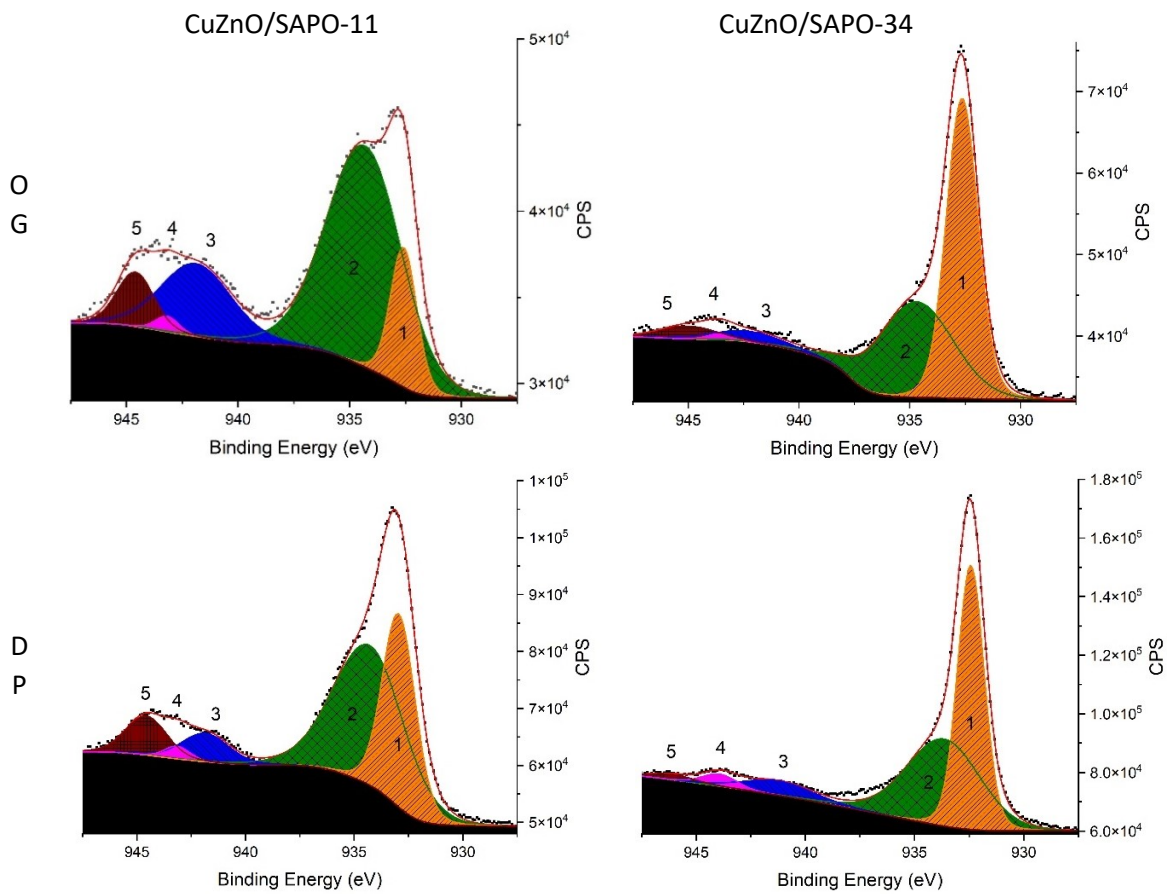 CuZnO/SAPO-11
CuZnO/SAPO-34
O
G
5×10⁴
4×10⁴
3×10⁴
CPS
5 4 3 2 1
945 940 935 930
Binding Energy (eV)
7×10⁴
6×10⁴
5×10⁴
4×10⁴
CPS
5 4 3 2 1
945 940 935 930
Binding Energy (eV)
D
P
1×10⁵
9×10⁴
8×10⁴
7×10⁴
6×10⁴
5×10⁴
CPS
5 4 3 2 1
945 940 935 930
Binding Energy (eV)
1.8×10⁵
1.6×10⁵
1.4×10⁵
1.2×10⁵
1.0×10⁵
8.0×10⁴
6.0×10⁴
CPS
5 4 3 2 1
945 940 935 930
Binding Energy (eV)